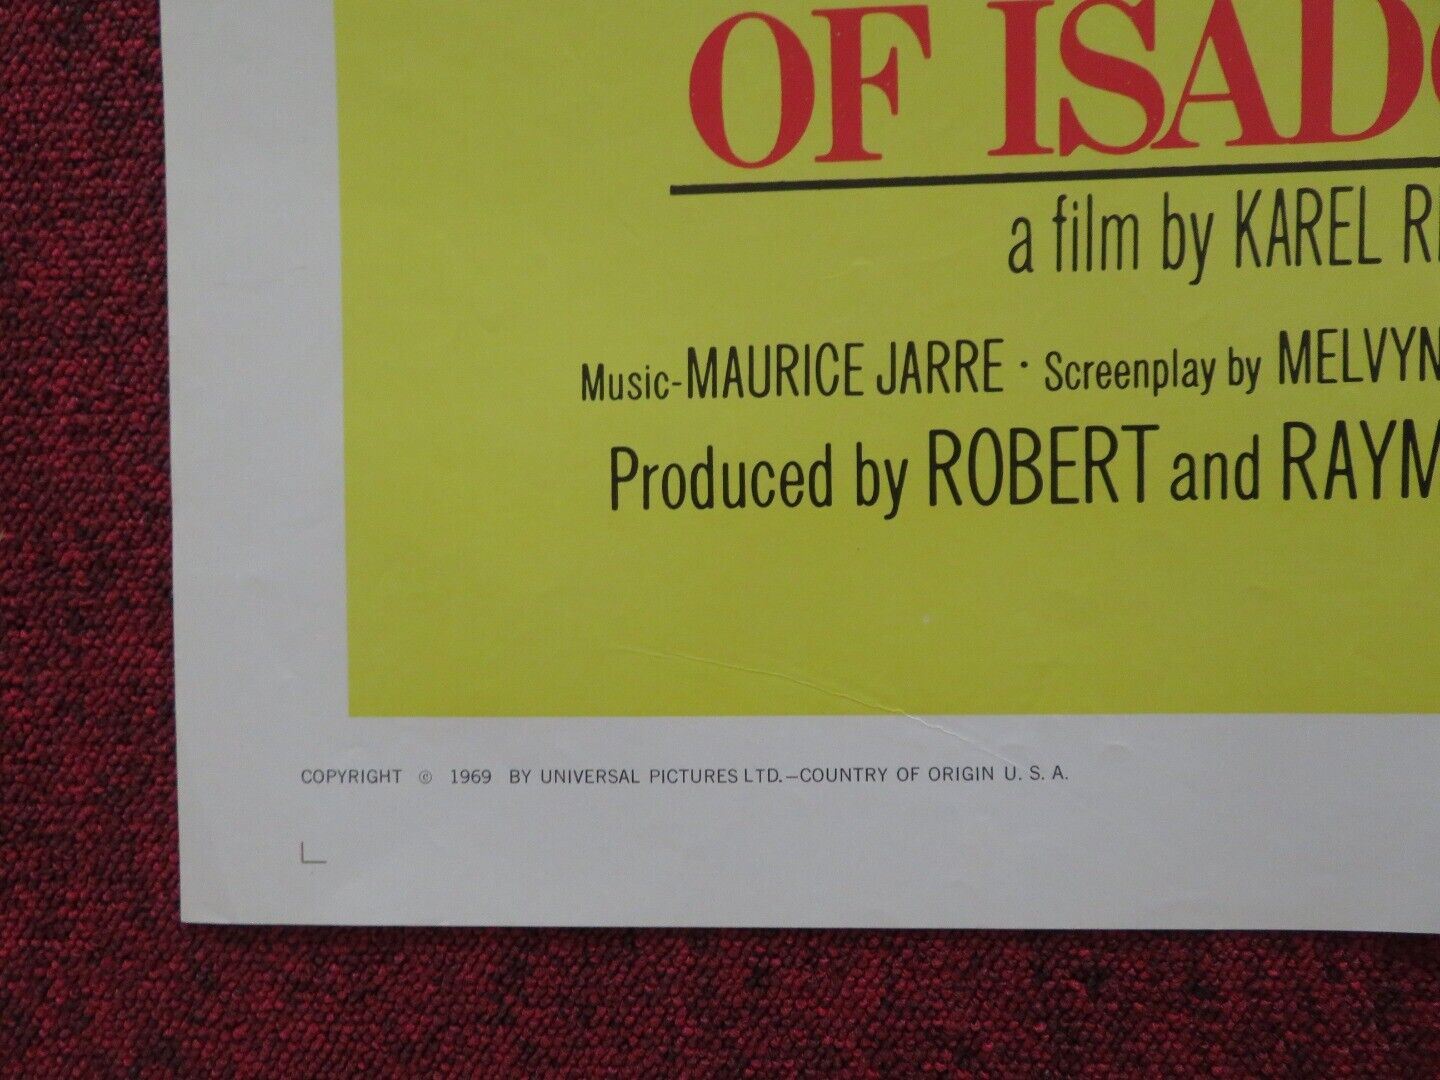 OF ISADO
a film by KAREL R
Music-MAURICE JARRE · Screenplay by MELVYN
Produced by ROBERT and RAYM
COPYRIGHT © 1969 BY UNIVERSAL PICTURES LTD.—COUNTRY OF ORIGIN U. S. A.